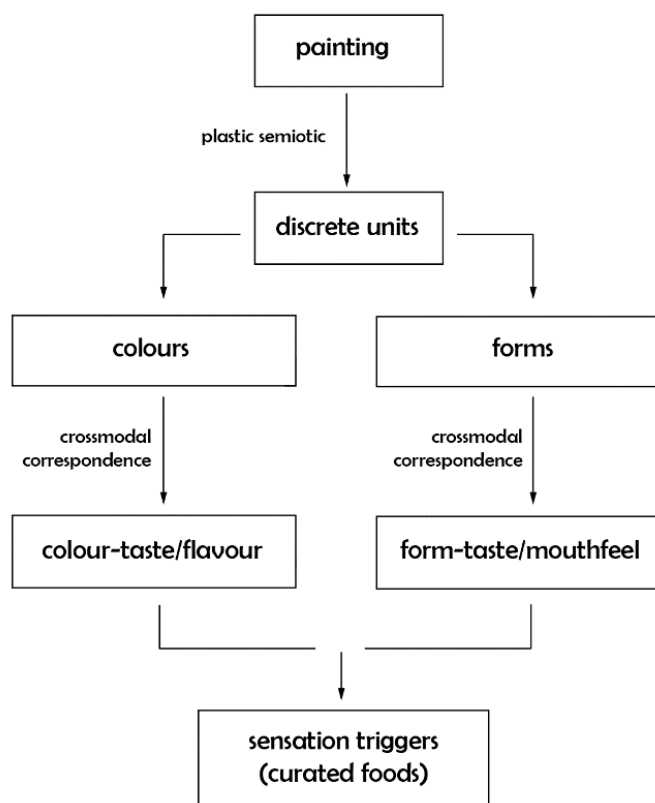 painting
plastic semiotic
discrete units
colours
forms
crossmodal
correspondence
crossmodal
correspondence
colour-taste/flavour
form-taste/mouthfeel
sensation triggers
(curated foods)